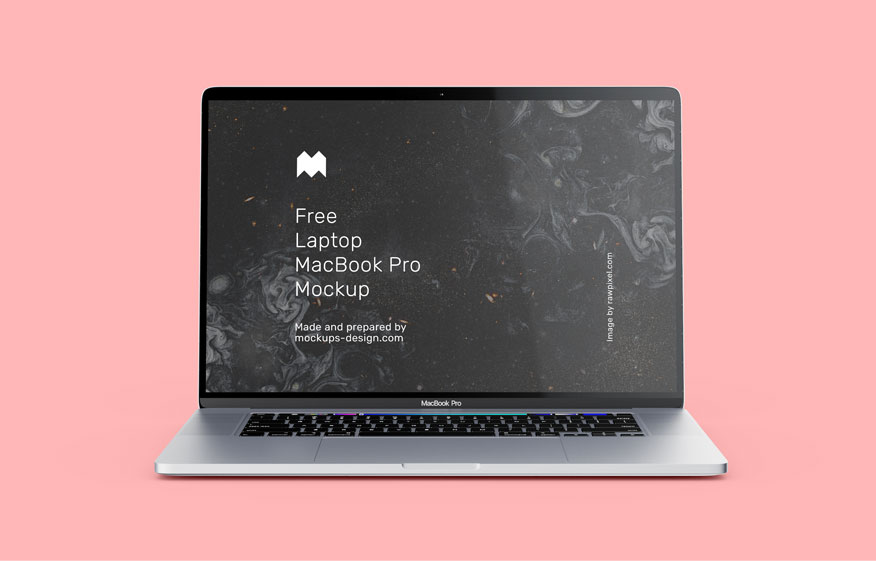 Free
Laptop
MacBook Pro
Mockup
Made and prepared by
mockups-design.com
Image by rawpixel.com
MacBook Pro